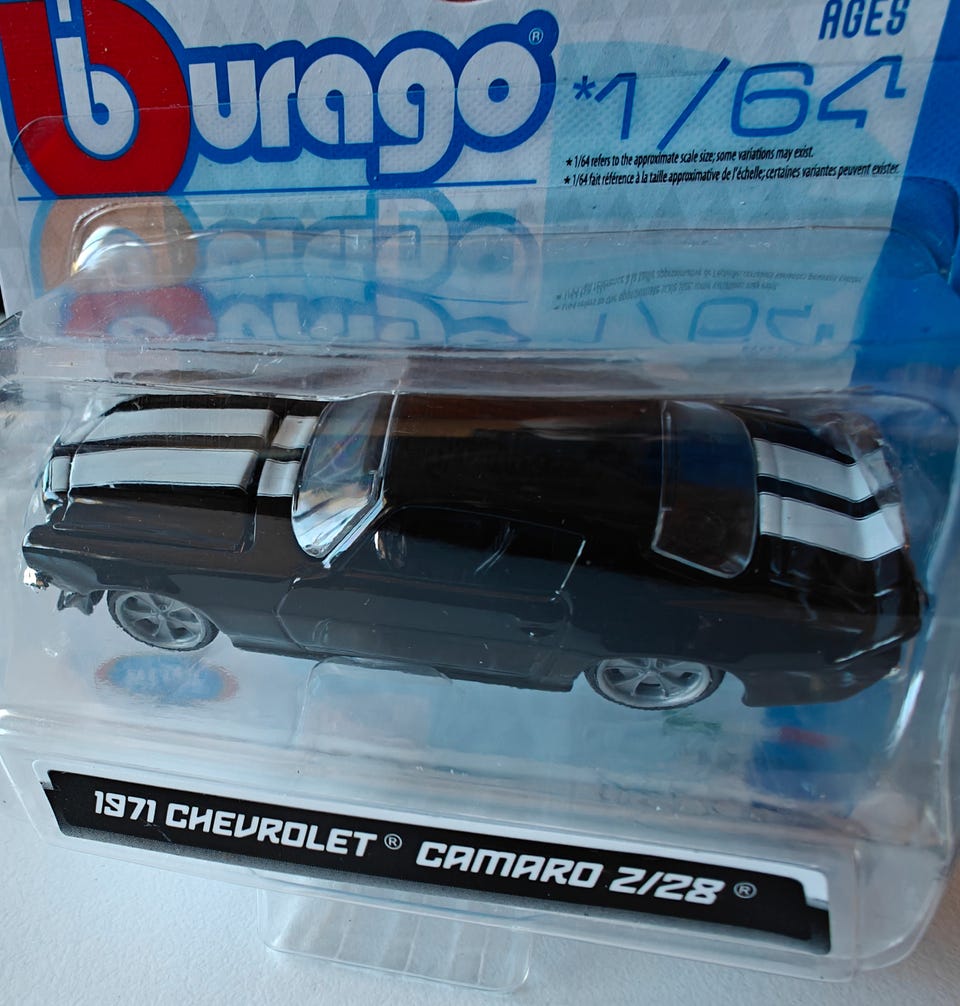 burago®
AGES
*1/64
* 1/64 refers to the approximate scale size; some variations may exist.
* 1/64 fait référence à la taille approximative de l'échelle; certaines variantes peuvent exister.
1971 CHEVROLET® CAMARO Z/28®